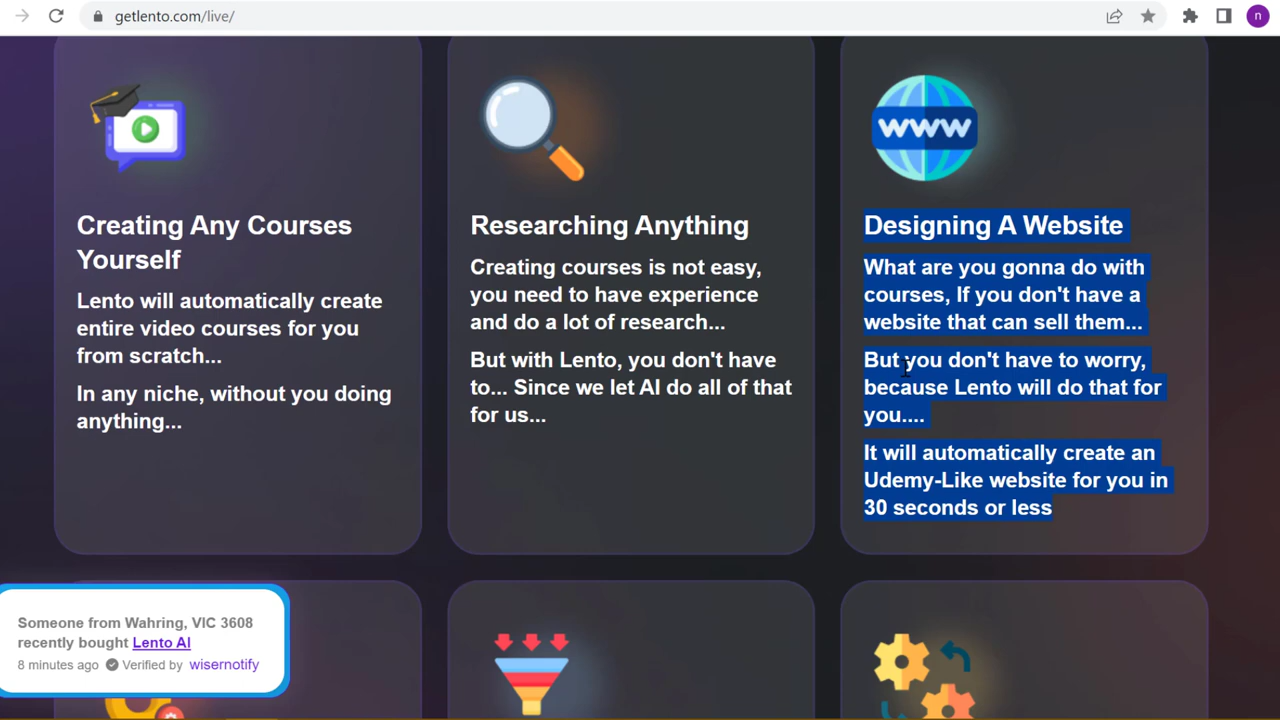 getlento.com/live/
n
www
Creating Any Courses
Yourself
Lento will automatically create
entire video courses for you
from scratch...
In any niche, without you doing
anything...
Researching Anything
Creating courses is not easy,
you need to have experience
and do a lot of research...
But with Lento, you don't have
to... Since we let AI do all of that
for us...
Designing A Website
What are you gonna do with
courses, If you don't have a
website that can sell them...
But you don't have to worry,
because Lento will do that for
you....
It will automatically create an
Udemy-Like website for you in
30 seconds or less
Someone from Wahring, VIC 3608
recently bought Lento AI
8 minutes ago Verified by wisernotify